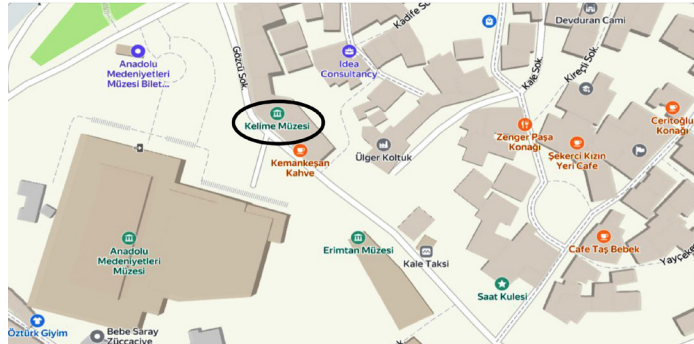 Kadife Sok.
Devduran Cami
Anadolu
Medeniyetleri
Müzesi Bilet...
Idea
Consultancy
Gözcü Sok.
Kale Sok.
Kireçli Sok.
Kelime Müzesi
Kemankeşan
Kahve
Ülger Koltuk
Zenger Paşa
Konağı
Şekerci Kızın
Yeri Cafe
Ceritoğlu
Konağı
Anadolu
Medeniyetleri
Müzesi
Erimtan Müzesi
Kale Taksi
Cafe Taş Bebek
Saat Kulesi
Öztürk Giyim
Bebe Saray
Züccaciye